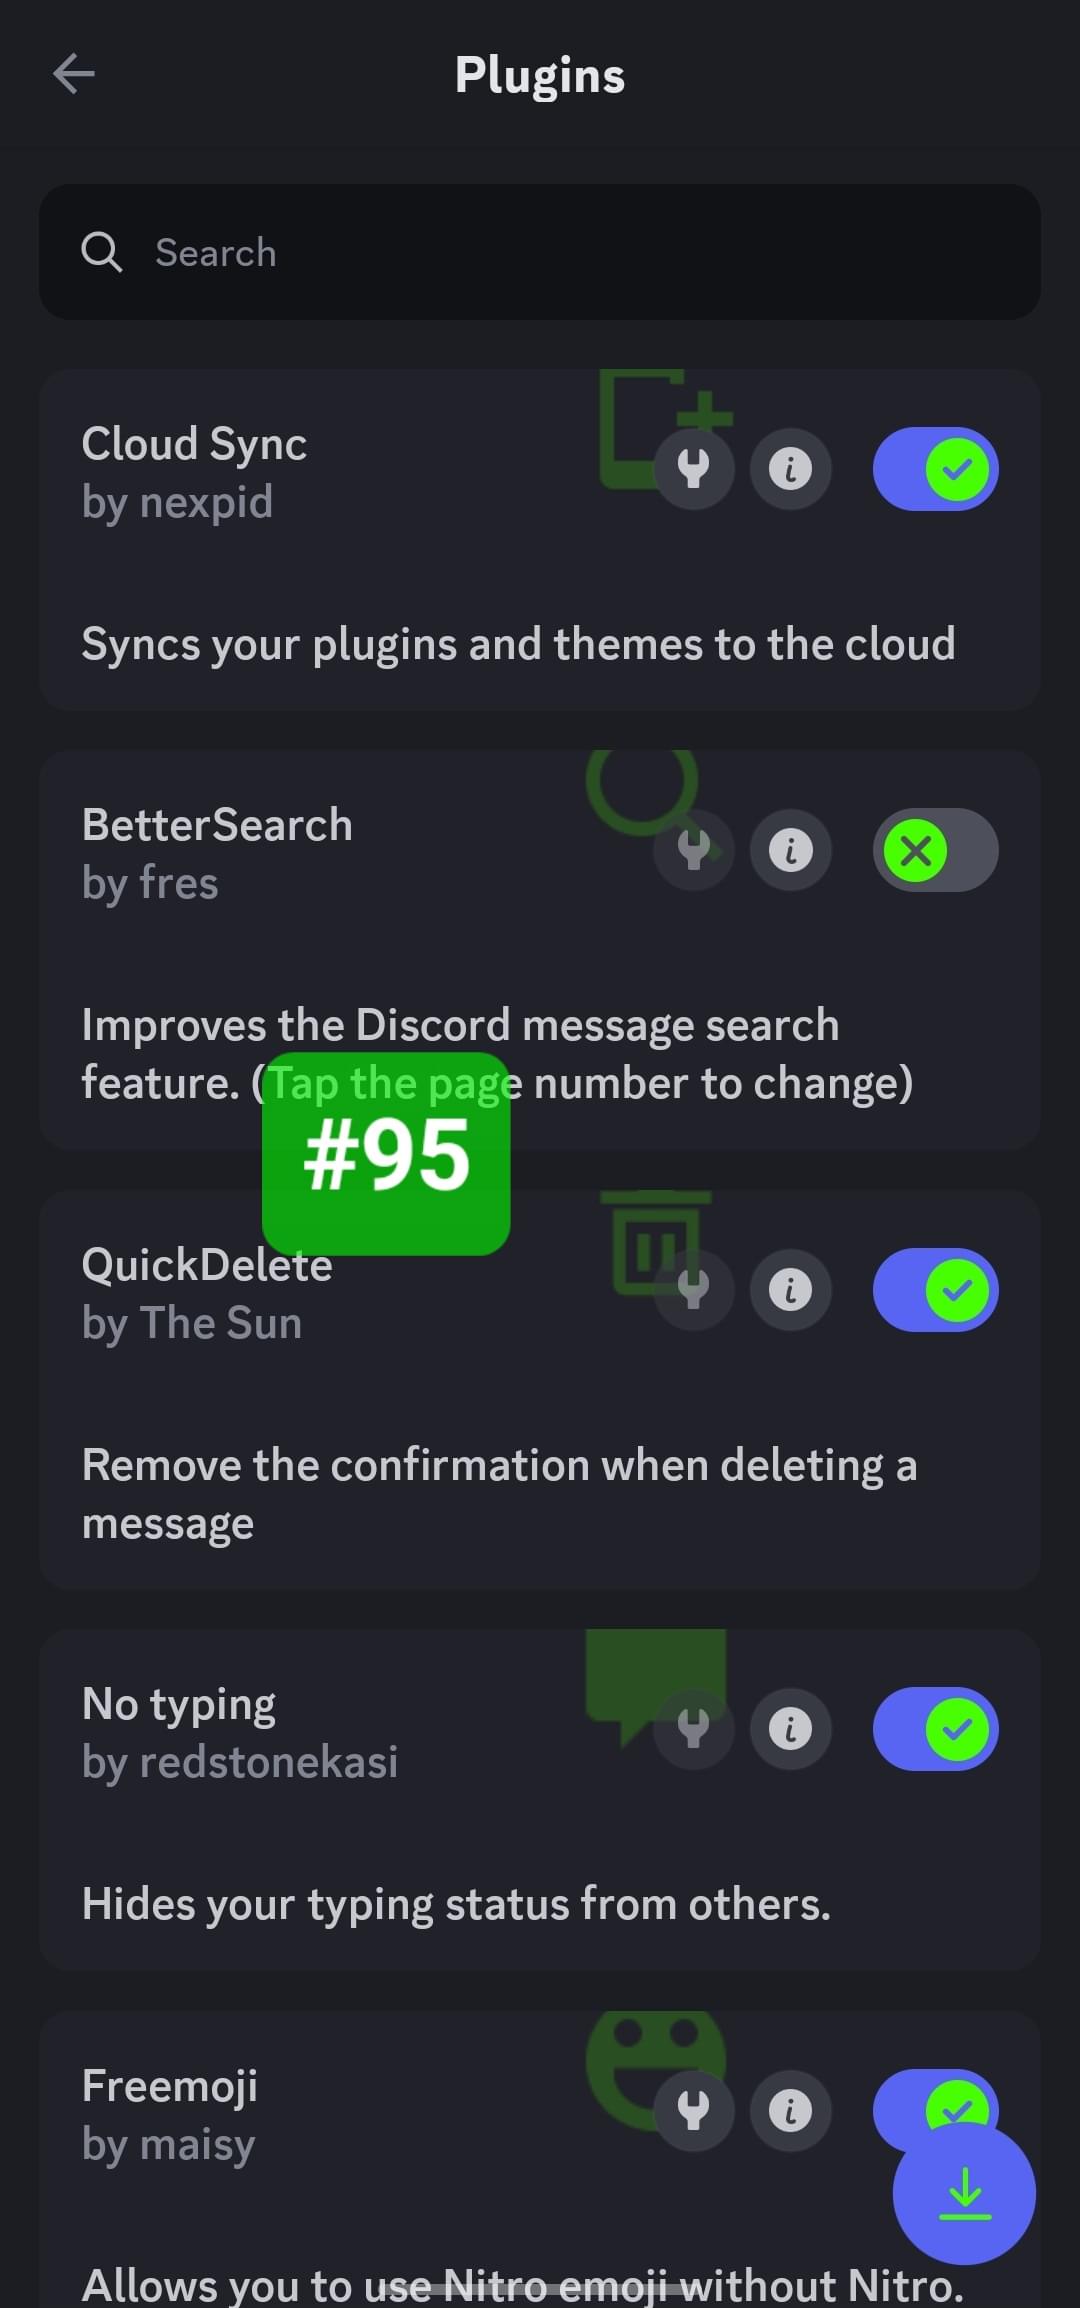 Plugins
Search
Cloud Sync
by nexpid
Syncs your plugins and themes to the cloud
BetterSearch
by fres
Improves the Discord message search
feature. (Tap the page number to change)
#95
QuickDelete
by The Sun
Remove the confirmation when deleting a
message
No typing
by redstonekasi
Hides your typing status from others.
Freemoji
by maisy
Allows you to use Nitro emoji without Nitro.